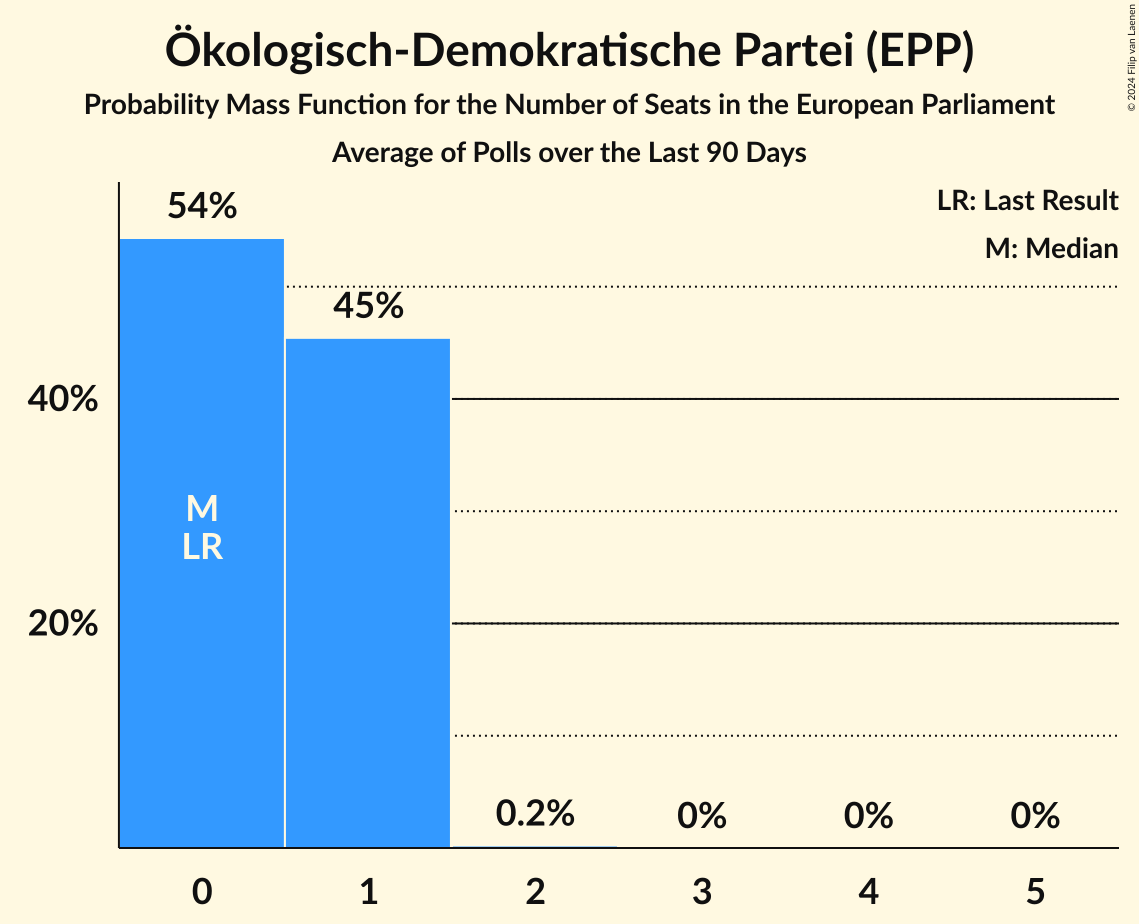 Ökologisch-Demokratische Partei (EPP)
Probability Mass Function for the Number of Seats in the European Parliament
Average of Polls over the Last 90 Days
© 2024 Filip van Laenen
LR: Last Result
M: Median
54%
45%
40%
M
LR
20%
0.2%
0%
0%
0%
0
1
2
3
4
5